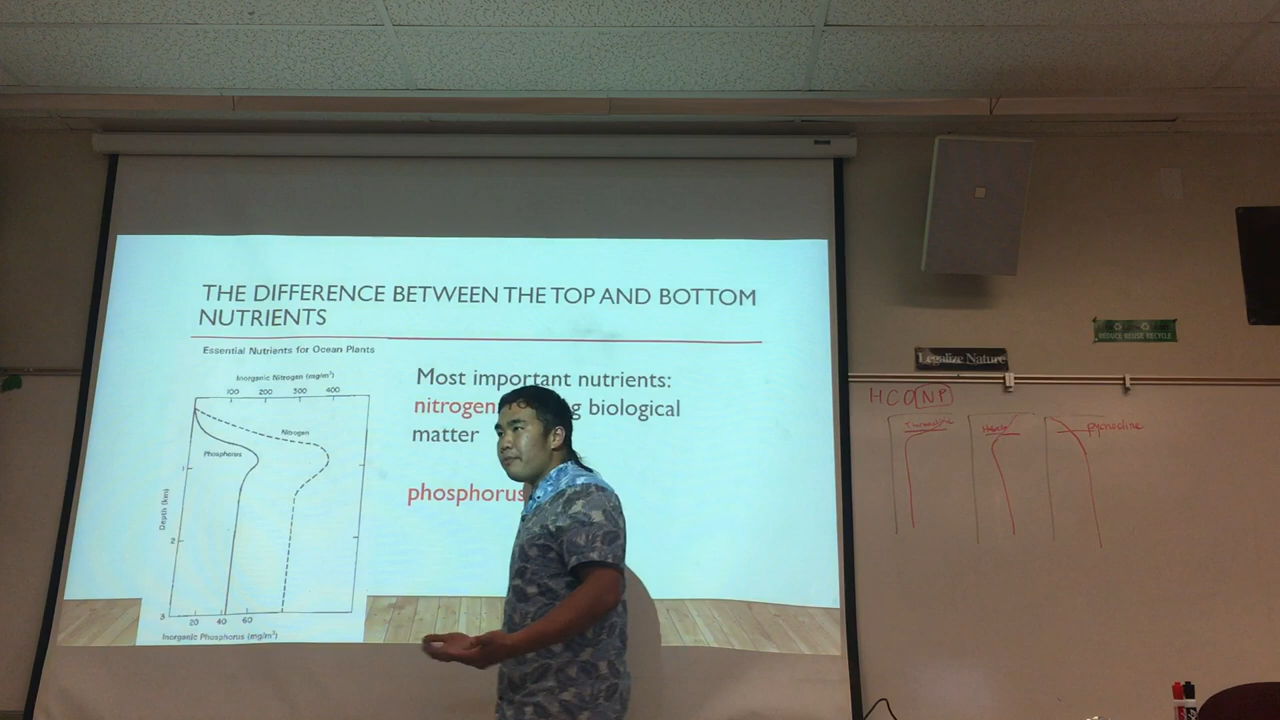 THE DIFFERENCE BETWEEN THE TOP AND BOTTOM
NUTRIENTS
Essential Nutrients for Ocean Plants
Inorganic Nitrogen (mg/m³)
100 200 300 400
Nitrogen
Phosphorus
Depth (km)
1
2
3
20 40 60
Inorganic Phosphorus (mg/m³)
Most important nutrients:
nitrogen biological
matter
phosphorus
Legalize Nature
REDUCE REUSE RECYCLE
HCONP
Thermocline
pycnocline